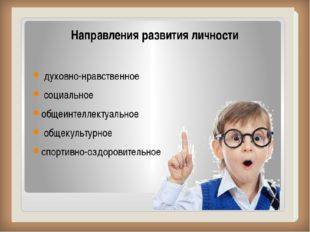 Направления развития личности
духовно-нравственное
социальное
общеинтеллектуальное
общекультурное
спортивно-оздоровительное